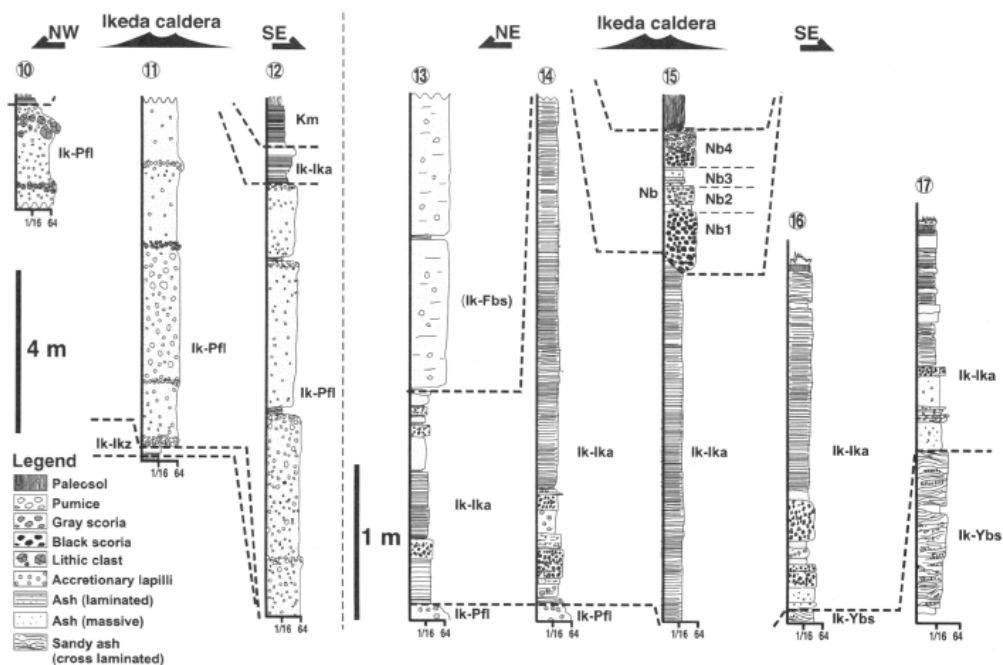 Ikeda caldera
Ikeda caldera
NW
SE
NE
SE
10
11
12
13
14
15
16
17
Km
Ik-Ika
Ik-Pfl
Ik-Pfl
Ik-Pfl
Ik-Ikz
1/16 64
1/16 64
1/16 64
4 m
1 m
(Ik-Fbs)
Ik-Ika
Ik-Pfl
Ik-Ika
Ik-Pfl
Nb
Nb4
Nb3
Nb2
Nb1
Ik-Ika
Ik-Ika
Ik-Ybs
Ik-Ika
Ik-Ybs
1/16 64
1/16 64
1/16 64
1/16 64
1/16 64
Legend
Paleosol
Pumice
Gray scoria
Black scoria
Lithic clast
Accretionary lapilli
Ash (laminated)
Ash (massive)
Sandy ash
(cross laminated)